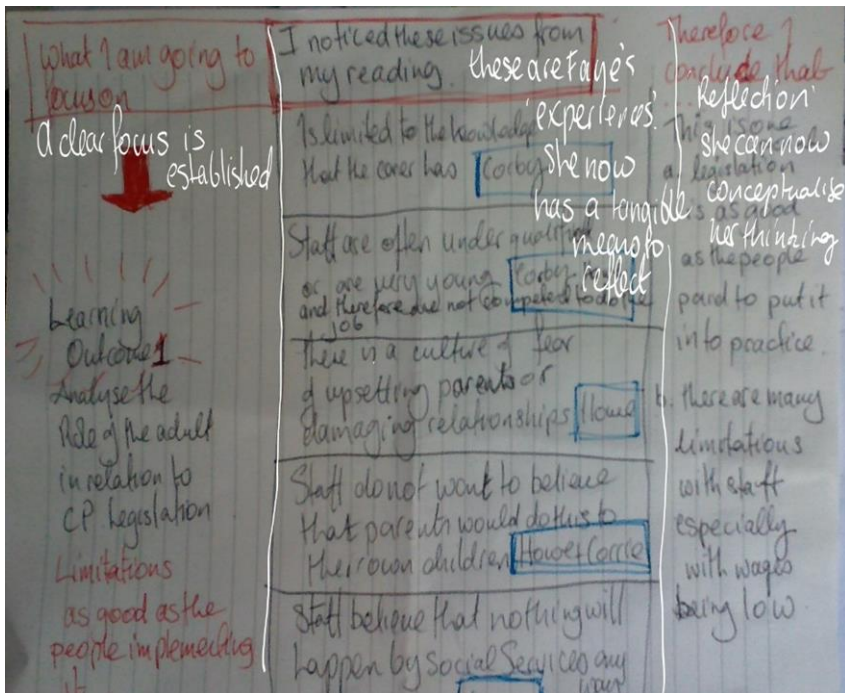 What I am going to
focus on
a clear focus is
established
Learning
Outcome 1
Analyse the
Role of the adult
in relation to
CP Legislation
Limitations
as good as the
people implementing
it
I noticed these issues from
my reading.
these are Faye's
'experiences'.
She now
has a tangible
means to
reflect
Is limited to the knowledge
that the carer has Corby
Staff are often under qualified
or are very young Corby
and therefore are not competed to do the
job
There is a culture of fear
of upsetting parents or
damaging relationships Howe
Staff do not want to believe
that parents would do this to
their own children Howe + Corrie
Staff believe that nothing will
happen by Social Services any
way
Therefore I
conclude that
Reflection
she can now
conceptualise
her thinking
This is one
a legislation
is as good
as the people
paid to put it
into practice.
b. there are many
limitations
with staff
especially
with wages
being low